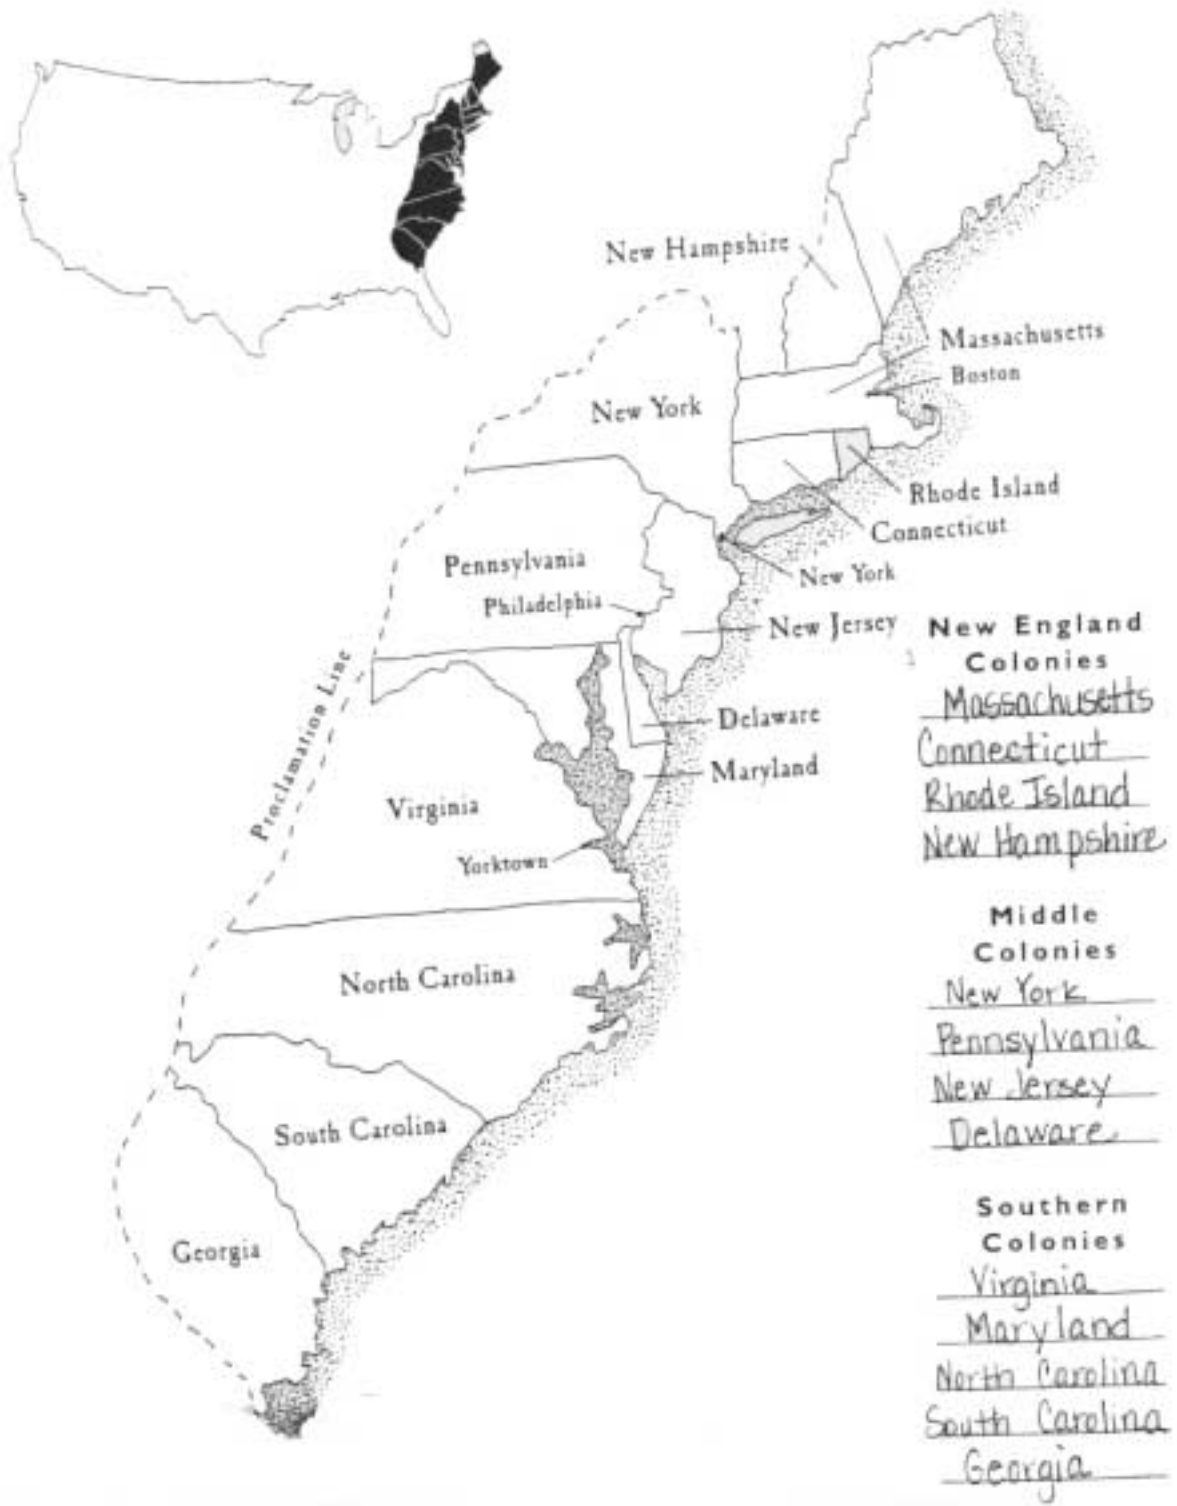 New Hampshire
Massachusetts
Boston
New York
Rhode Island
Connecticut
Pennsylvania
New York
Philadelphia
New Jersey
Delaware
Maryland
Proclamation Line
Virginia
Yorktown
North Carolina
South Carolina
Georgia
New England
Colonies
Massachusetts
Connecticut
Rhode Island
New Hampshire
Middle
Colonies
New York
Pennsylvania
New Jersey
Delaware
Southern
Colonies
Virginia
Maryland
North Carolina
South Carolina
Georgia